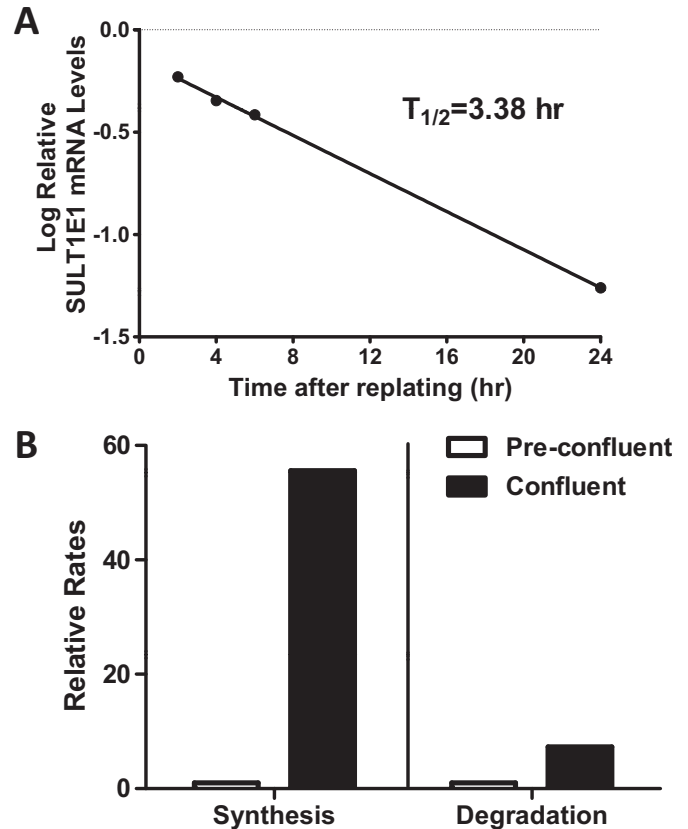 A
Log Relative
SULT1E1 mRNA Levels
0.0
-0.5
-1.0
-1.5
T1/2=3.38 hr
0 4 8 12 16 20 24
Time after replating (hr)
B
Relative Rates
60
40
20
0
Pre-confluent
Confluent
Synthesis Degradation